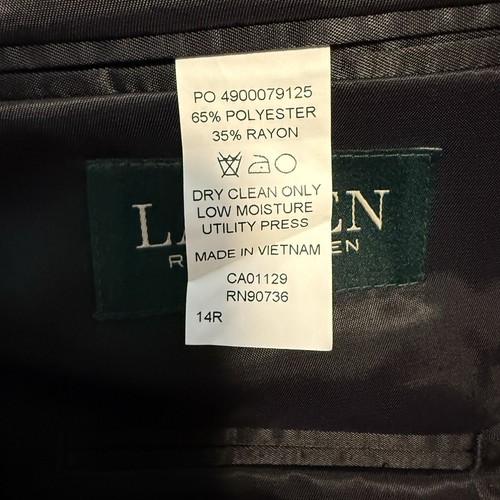 PO 4900079125
65% POLYESTER
35% RAYON
DRY CLEAN ONLY
LOW MOISTURE
UTILITY PRESS
MADE IN VIETNAM
CA01129
RN90736
14R